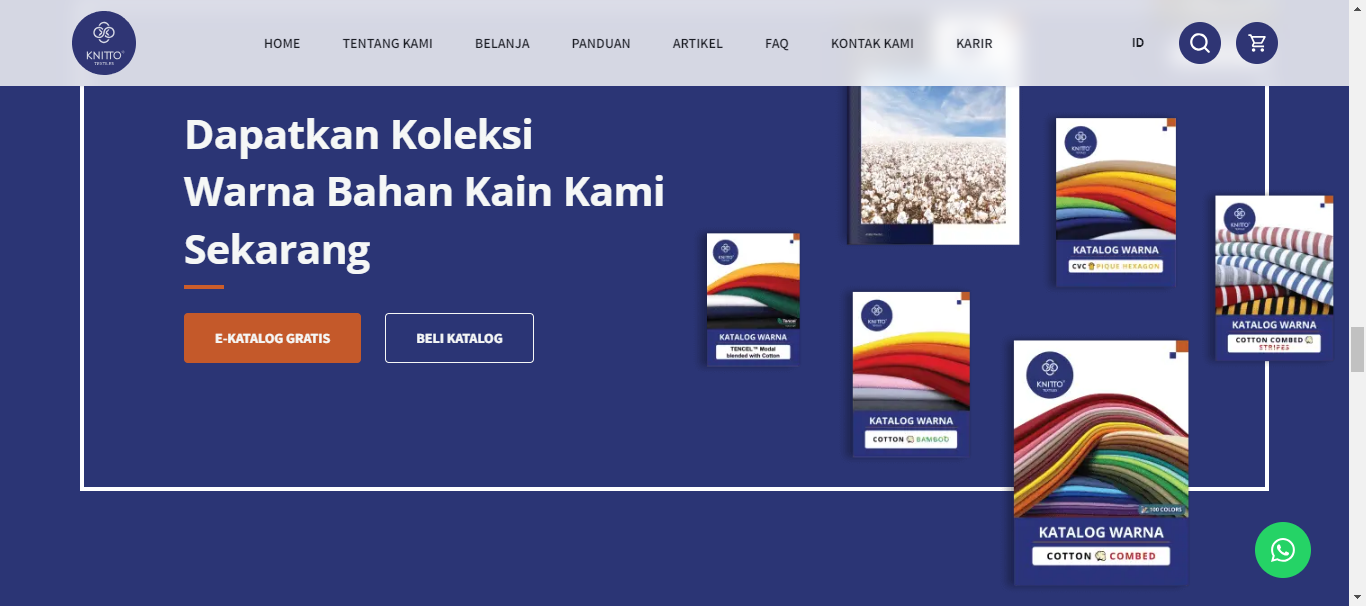 KNITTO
TEXTILES
HOME
TENTANG KAMI
BELANJA
PANDUAN
ARTIKEL
FAQ
KONTAK KAMI
KARIR
ID
Dapatkan Koleksi
Warna Bahan Kain Kami
Sekarang
E-KATALOG GRATIS
BELI KATALOG
KNITTO
KATALOG WARNA
TENCEL™ Modal
blended with Cotton
KNITTO
KATALOG WARNA
COTTON BAMBOO
KNITTO
KATALOG WARNA
CVC PIQUE HEXAGON
KNITTO
TEXTILES
100 COLORS
KATALOG WARNA
COTTON COMBED
KNITTO
KATALOG WARNA
COTTON COMBED
STRIPES